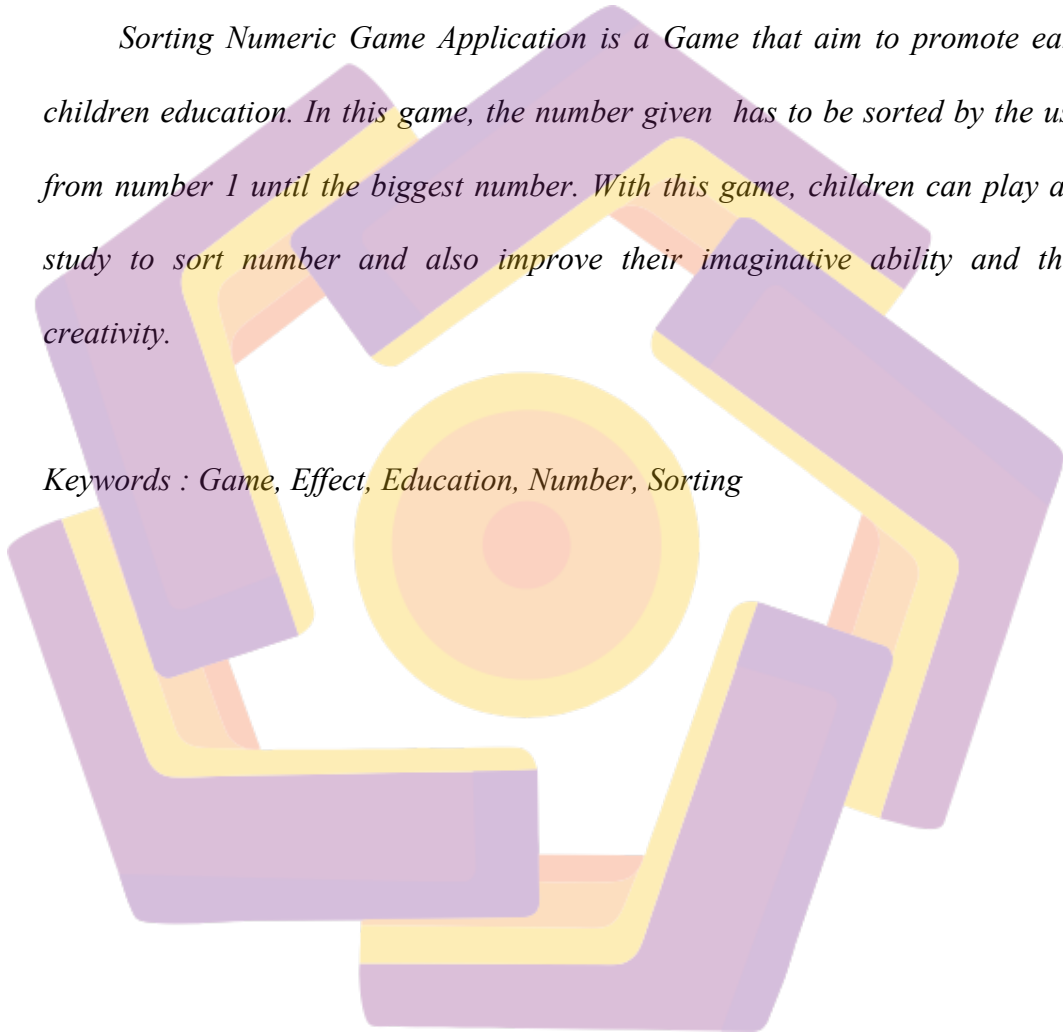 Sorting Numeric Game Application is a Game that aim to promote ea
children education. In this game, the number given has to be sorted by the us
from number 1 until the biggest number. With this game, children can play a
study to sort number and also improve their imaginative ability and the
creativity.
Keywords : Game, Effect, Education, Number, Sorting